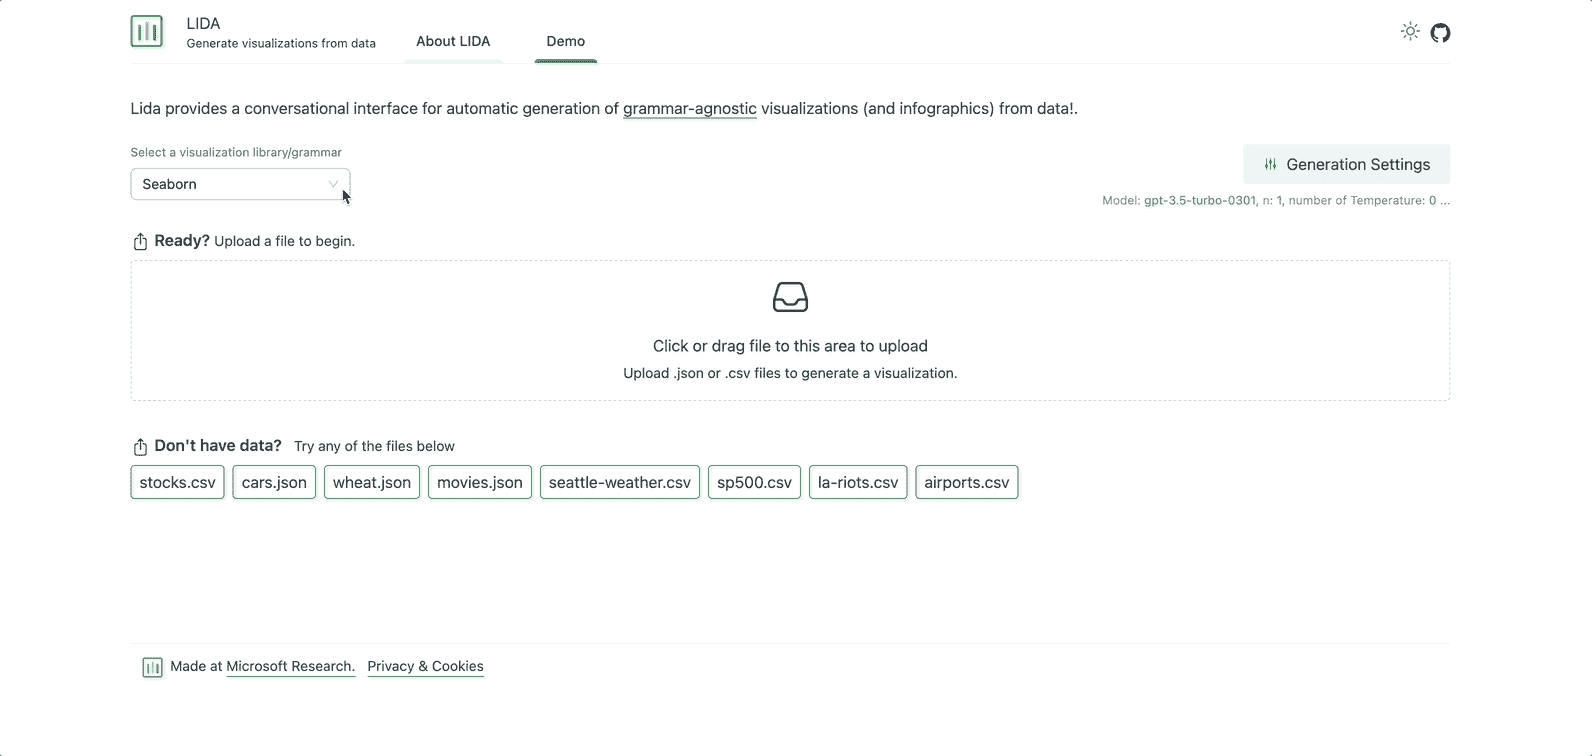 LIDA
Generate visualizations from data
About LIDA
Demo
Lida provides a conversational interface for automatic generation of grammar-agnostic visualizations (and infographics) from data!.
Select a visualization library/grammar
Seaborn
Generation Settings
Model: gpt-3.5-turbo-0301, n: 1, number of Temperature: 0 ...
Ready? Upload a file to begin.
Click or drag file to this area to upload
Upload .json or .csv files to generate a visualization.
Don't have data? Try any of the files below
stocks.csv cars.json wheat.json movies.json seattle-weather.csv sp500.csv la-riots.csv airports.csv
Made at Microsoft Research. Privacy & Cookies